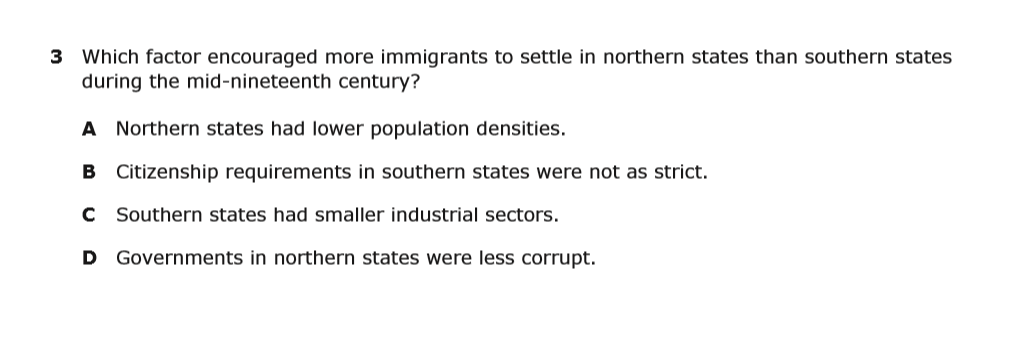 3 Which factor encouraged more immigrants to settle in northern states than southern states
during the mid-nineteenth century?
A Northern states had lower population densities.
B Citizenship requirements in southern states were not as strict.
C Southern states had smaller industrial sectors.
D Governments in northern states were less corrupt.